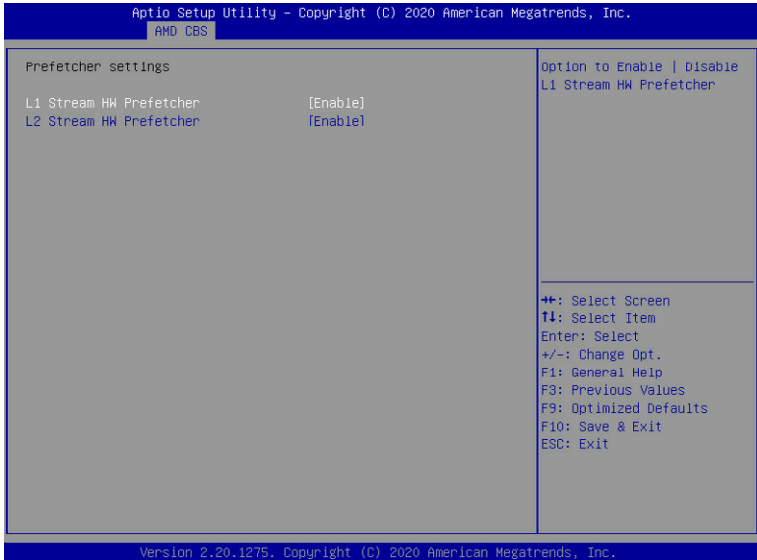 Aptio Setup Utility – Copyright (C) 2020 American Megatrends, Inc.
AMD CBS
Prefetcher settings
L1 Stream HW Prefetcher [Enable]
L2 Stream HW Prefetcher [Enable]
Option to Enable | Disable
L1 Stream HW Prefetcher
→←: Select Screen
↑↓: Select Item
Enter: Select
+/-: Change Opt.
F1: General Help
F3: Previous Values
F9: Optimized Defaults
F10: Save & Exit
ESC: Exit
Version 2.20.1275. Copyright (C) 2020 American Megatrends, Inc.